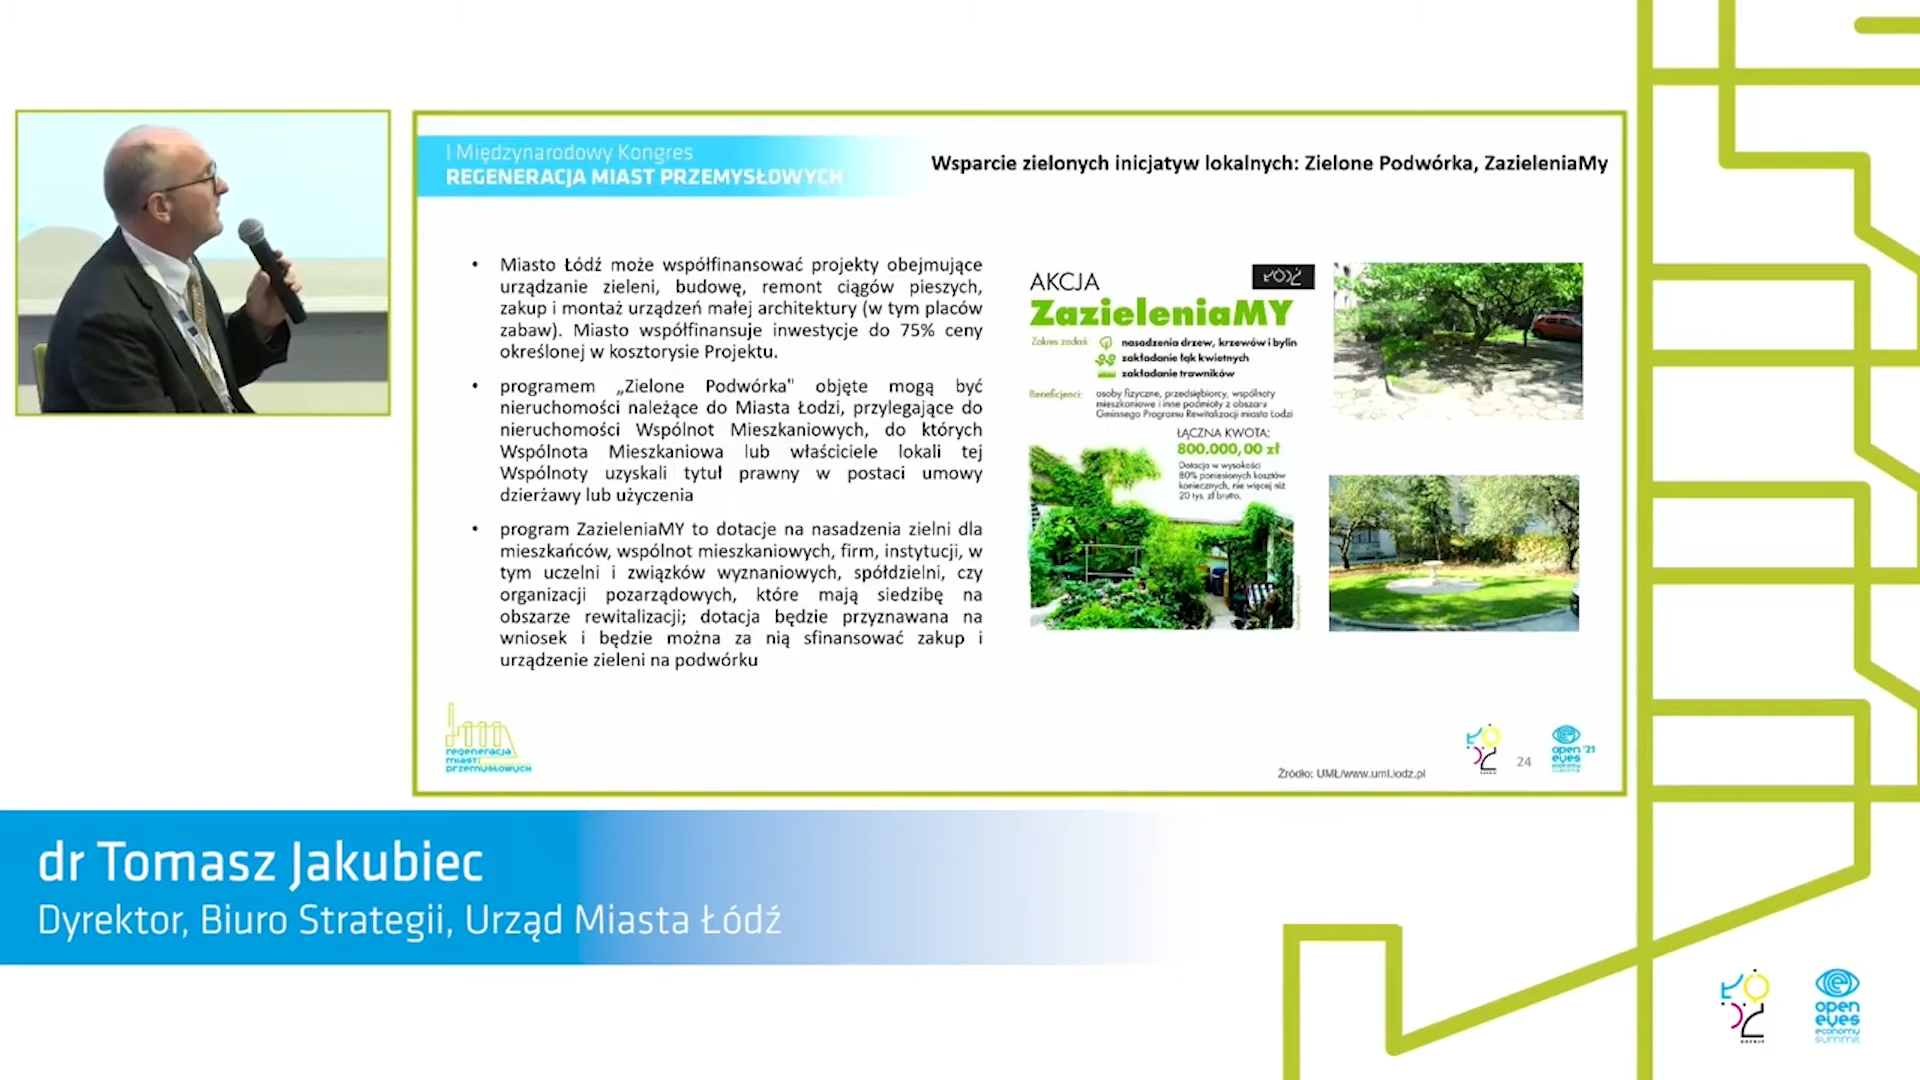 I Międzynarodowy Kongres
REGENERACJA MIAST PRZEMYSŁOWYCH
Wsparcie zielonych inicjatyw lokalnych: Zielone Podwórka, ZazieleniaMy
• Miasto Łódź może współfinansować projekty obejmujące
urządzanie zieleni, budowę, remont ciągów pieszych,
zakup i montaż urządzeń małej architektury (w tym placów
zabaw). Miasto współfinansuje inwestycje do 75% ceny
określonej w kosztorysie Projektu.
• programem „Zielone Podwórka" objęte mogą być
nieruchomości należące do Miasta Łodzi, przylegające do
nieruchomości Wspólnot Mieszkaniowych, do których
Wspólnota Mieszkaniowa lub właściciele lokali tej
Wspólnoty uzyskali tytuł prawny w postaci umowy
dzierżawy lub użyczenia
• program ZazieleniaMY to dotacje na nasadzenia zielni dla
mieszkańców, wspólnot mieszkaniowych, firm, instytucji, w
tym uczelni i związków wyznaniowych, spółdzielni, czy
organizacji pozarządowych, które mają siedzibę na
obszarze rewitalizacji; dotacja będzie przyznawana na
wniosek i będzie można za nią sfinansować zakup i
urządzenie zieleni na podwórku
AKCJA
ZazieleniaMY
Zakres zadań:
nasadzenia drzew, krzewów i bylin
zakładanie łąk kwietnych
zakładanie trawników
Beneficjenci:
osoby fizyczne, przedsiębiorcy, wspólnoty
mieszkaniowe i inne podmioty z obszaru
Gminnego Programu Rewitalizacji miasta Łodzi
ŁĄCZNA KWOTA:
800.000,00 zł
Dotacja w wysokości
80% poniesionych kosztów
koniecznych, nie więcej niż
20 tys. zł brutto.
regeneracja
miast
przemysłowych
Źródło: UMŁ/www.uml.lodz.pl
24
open '21
eyes
economy
dr Tomasz Jakubiec
Dyrektor, Biuro Strategii, Urząd Miasta Łódź
open
eyes
economy
summit